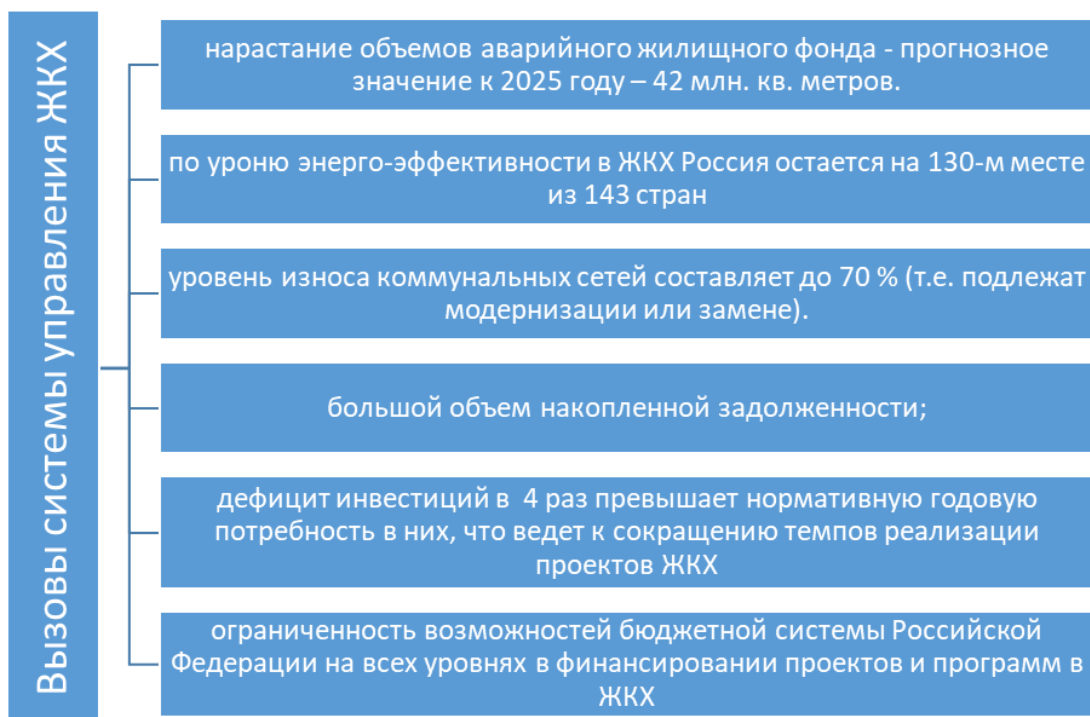 Вызовы системы управления ЖКХ
нарастание объемов аварийного жилищного фонда - прогнозное
значение к 2025 году – 42 млн. кв. метров.
по уроню энерго-эффективности в ЖКХ Россия остается на 130-м месте
из 143 стран
уровень износа коммунальных сетей составляет до 70 % (т.е. подлежат
модернизации или замене).
большой объем накопленной задолженности;
дефицит инвестиций в  4 раз превышает нормативную годовую
потребность в них, что ведет к сокращению темпов реализации
проектов ЖКХ
ограниченность возможностей бюджетной системы Российской
Федерации на всех уровнях в финансировании проектов и программ в
ЖКХ